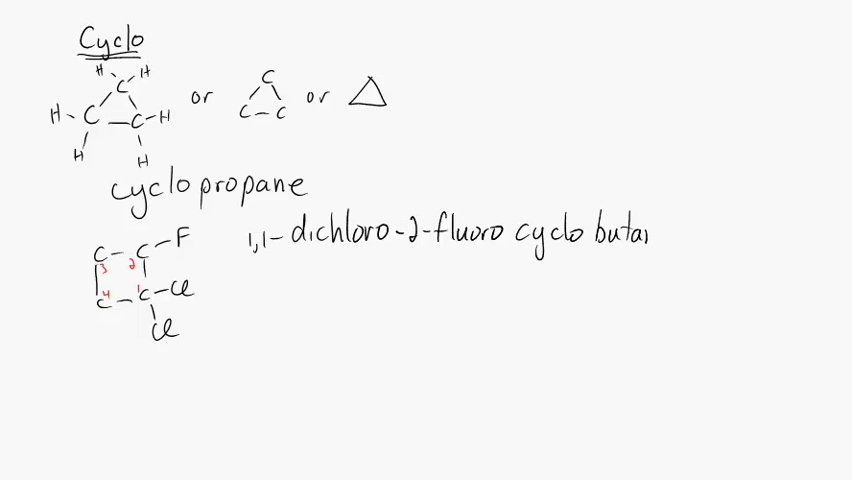 Cyclo
H H
C C
H-C or or
C-H C-C
H H
cyclopropane
C-C-F 1,1-dichloro-2-fluoro cyclo butan
3 2
4 1
C-C-Cl
Cl